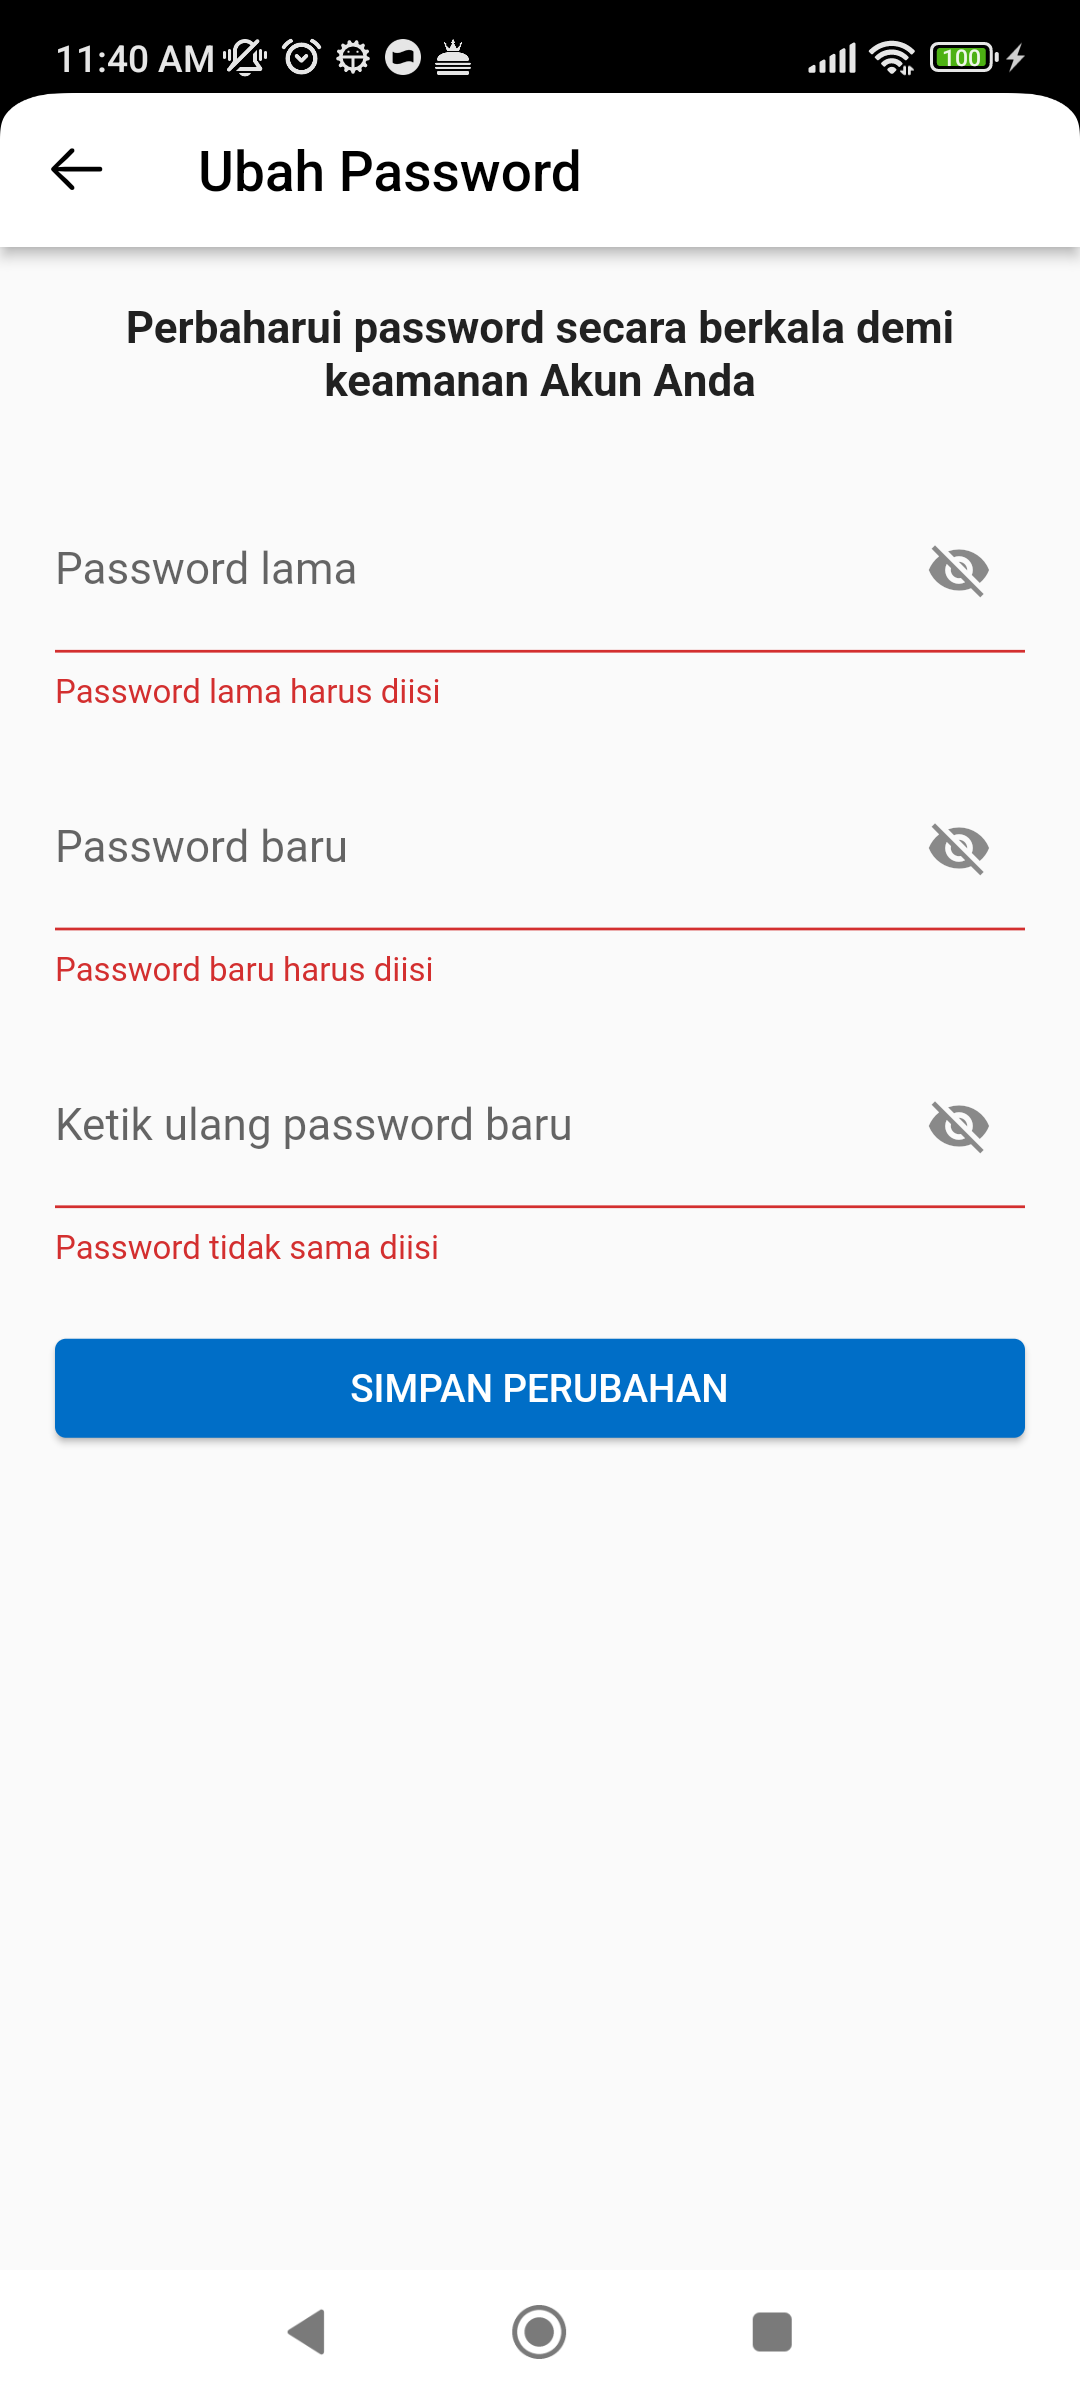 11:40 AM
100
Ubah Password
Perbaharui password secara berkala demi
keamanan Akun Anda
Password lama
Password lama harus diisi
Password baru
Password baru harus diisi
Ketik ulang password baru
Password tidak sama diisi
SIMPAN PERUBAHAN